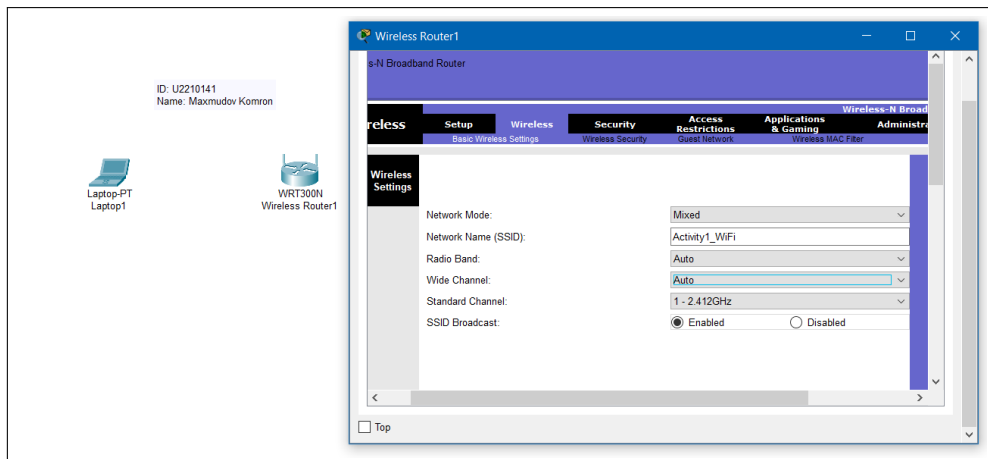 Wireless Router1
s-N Broadband Router
ID: U2210141
Name: Maxmudov Komron
Wireless-N Broad
reless
Setup
Wireless
Security
Access Restrictions
Applications & Gaming
Administra
Basic Wireless Settings
Wireless Security
Guest Network
Wireless MAC Filter
Wireless Settings
Laptop-PT
Laptop1
WRT300N
Wireless Router1
Network Mode: Mixed
Network Name (SSID): Activity1_WiFi
Radio Band: Auto
Wide Channel: Auto
Standard Channel: 1 - 2.412GHz
SSID Broadcast: Enabled Disabled
Top